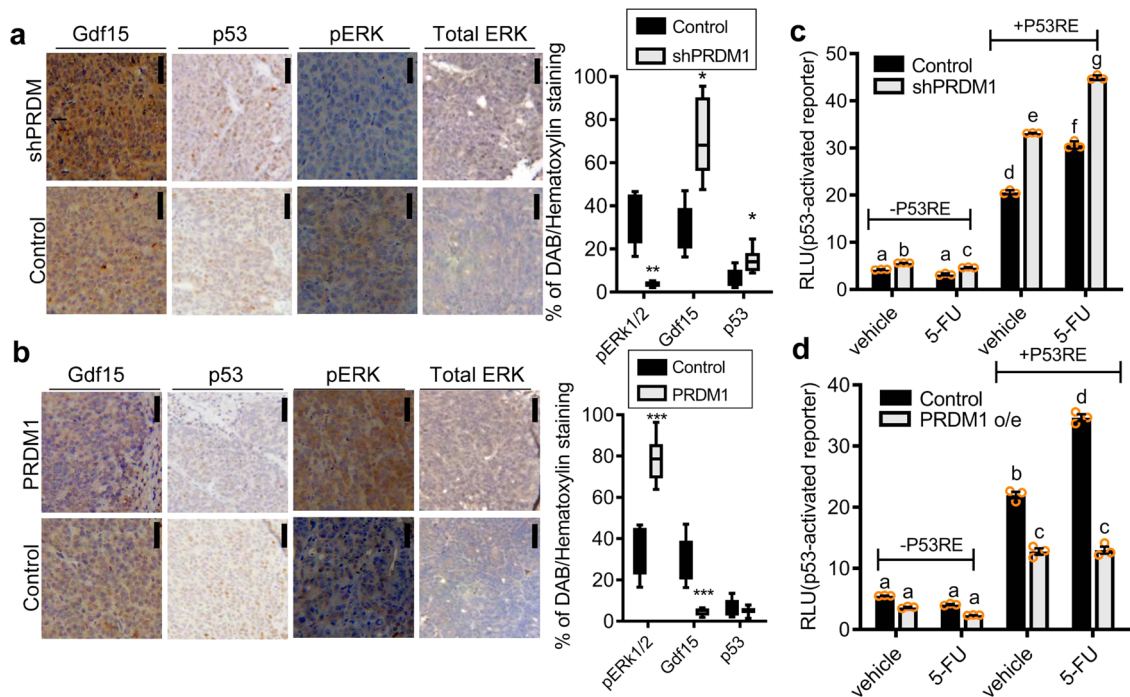 a
Gdf15 p53 pERK Total ERK
shPRDM
Control
% of DAB/Hematoxylin staining
Control
shPRDM1
100
80
60
40
20
0
**
*
*
pERk1/2 Gdf15 p53
b
Gdf15 p53 pERK Total ERK
PRDM1
Control
% of DAB/Hematoxylin staining
Control
PRDM1
100
80
60
40
20
0
***
***
pERk1/2 Gdf15 p53
c
RLU(p53-activated reporter)
+P53RE
Control
shPRDM1
-P53RE
50
40
30
20
10
0
a b a c d e f g
vehicle 5-FU vehicle 5-FU
d
RLU(p53-activated reporter)
+P53RE
Control
PRDM1 o/e
-P53RE
40
30
20
10
0
a a a a b c d c
vehicle 5-FU vehicle 5-FU